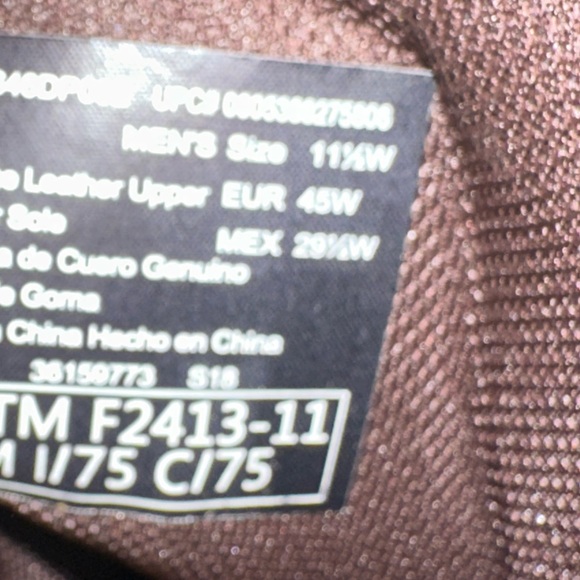 UPC#
MEN'S Size 11½W
Leather Upper EUR 45W
Sole
MEX 29½W
de Cuero Genuino
Goma
China Hecho en China
36159773 S18
TM F2413-11
M I/75 C/75